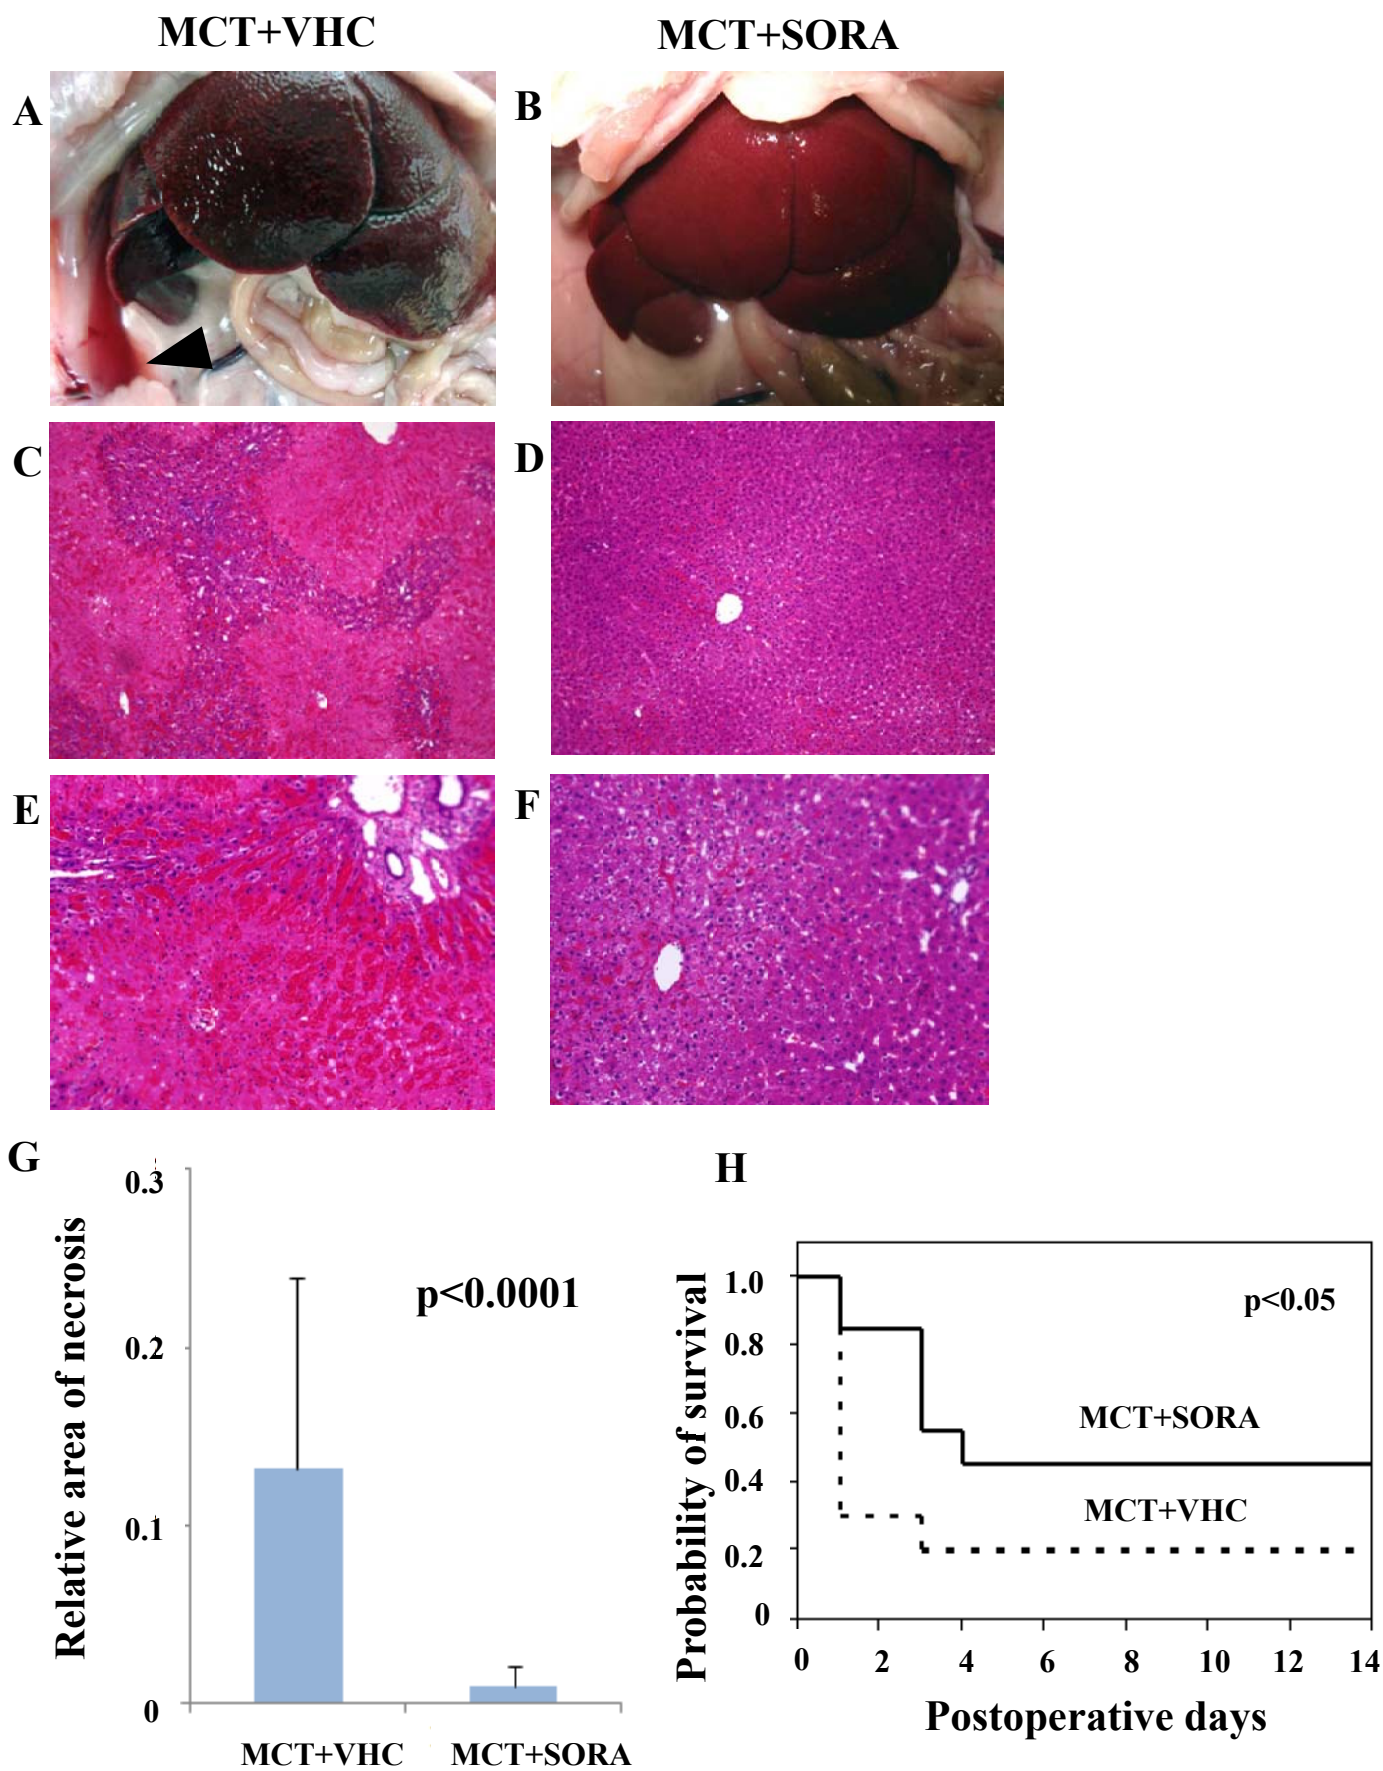 MCT+VHC
MCT+SORA
A
B
C
D
E
F
G
Relative area of necrosis
0.3
0.2
0.1
0
p<0.0001
MCT+VHC
MCT+SORA
H
Probability of survival
1.0
0.8
0.6
0.4
0.2
0
p<0.05
MCT+SORA
MCT+VHC
0 2 4 6 8 10 12 14
Postoperative days